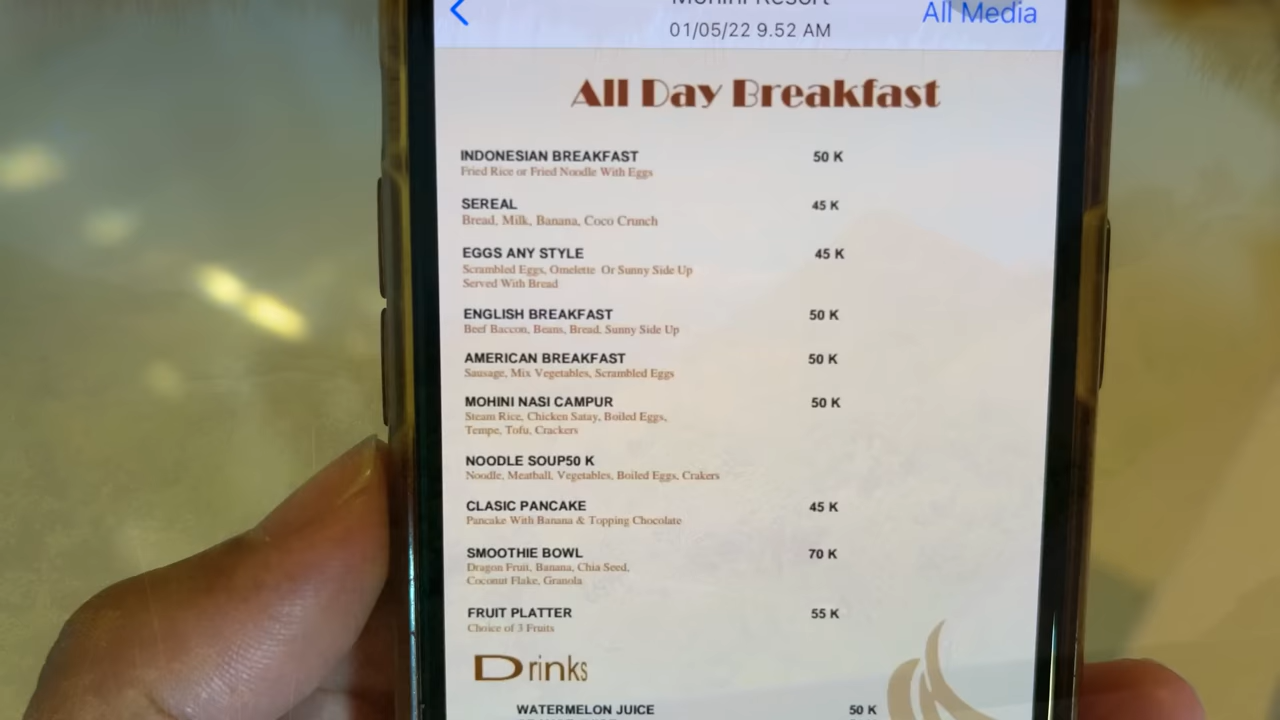 Mohini Resort
01/05/22 9.52 AM
All Media
All Day Breakfast
INDONESIAN BREAKFAST 50 K
Fried Rice or Fried Noodle With Eggs
SEREAL 45 K
Bread, Milk, Banana, Coco Crunch
EGGS ANY STYLE 45 K
Scrambled Eggs, Omelette Or Sunny Side Up
Served With Bread
ENGLISH BREAKFAST 50 K
Beef Baccon, Beans, Bread, Sunny Side Up
AMERICAN BREAKFAST 50 K
Sausage, Mix Vegetables, Scrambled Eggs
MOHINI NASI CAMPUR 50 K
Steam Rice, Chicken Satay, Boiled Eggs,
Tempe, Tofu, Crackers
NOODLE SOUP50 K
Noodle, Meatball, Vegetables, Boiled Eggs, Crakers
CLASIC PANCAKE 45 K
Pancake With Banana & Topping Chocolate
SMOOTHIE BOWL 70 K
Dragon Fruit, Banana, Chia Seed,
Coconut Flake, Granola
FRUIT PLATTER 55 K
Choice of 3 Fruits
Drinks
WATERMELON JUICE 50 K